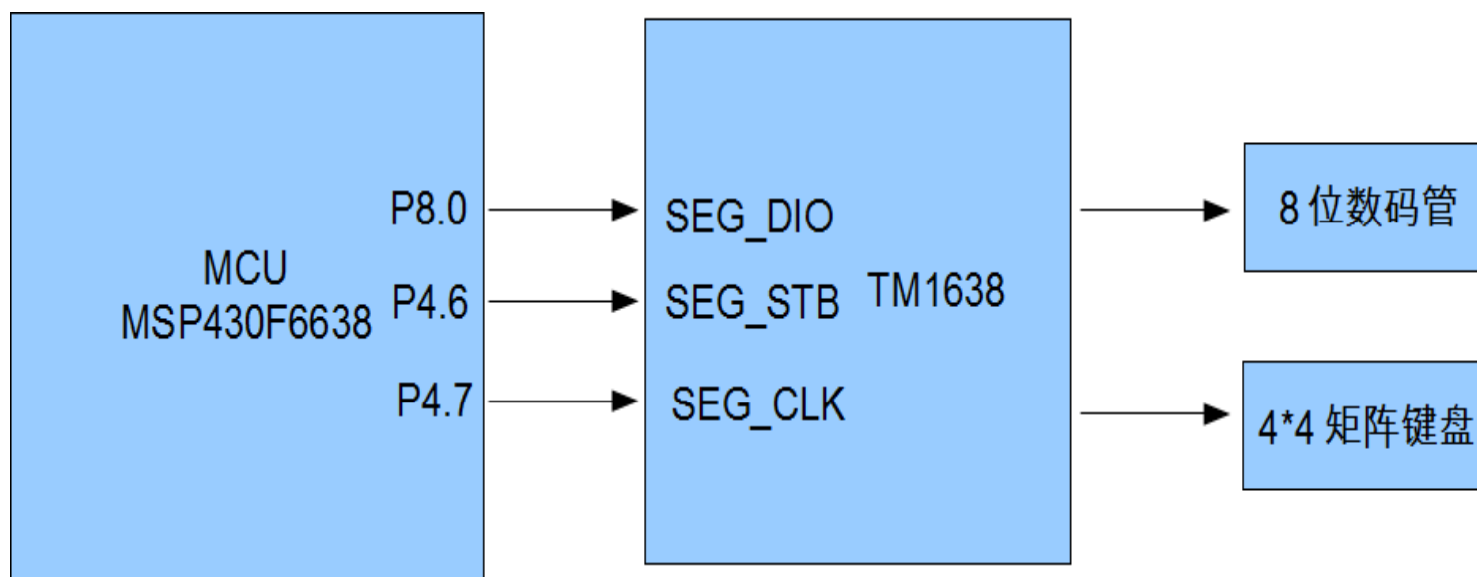 MCU
MSP430F6638
P8.0
P4.6
P4.7
SEG_DIO
SEG_STB
SEG_CLK
TM1638
8 位数码管
4*4 矩阵键盘